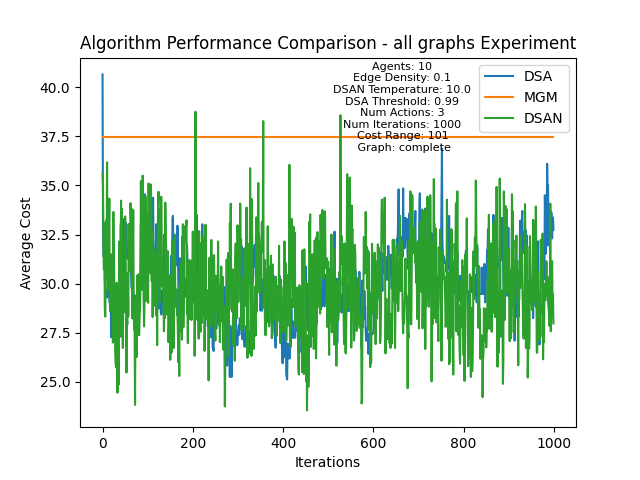 Algorithm Performance Comparison - all graphs Experiment
Agents: 10
Edge Density: 0.1
DSAN Temperature: 10.0
DSA Threshold: 0.99
Num Actions: 3
Num Iterations: 1000
Cost Range: 101
Graph: complete
DSA
MGM
DSAN
Average Cost
40.0
37.5
35.0
32.5
30.0
27.5
25.0
0
200
400
600
800
1000
Iterations